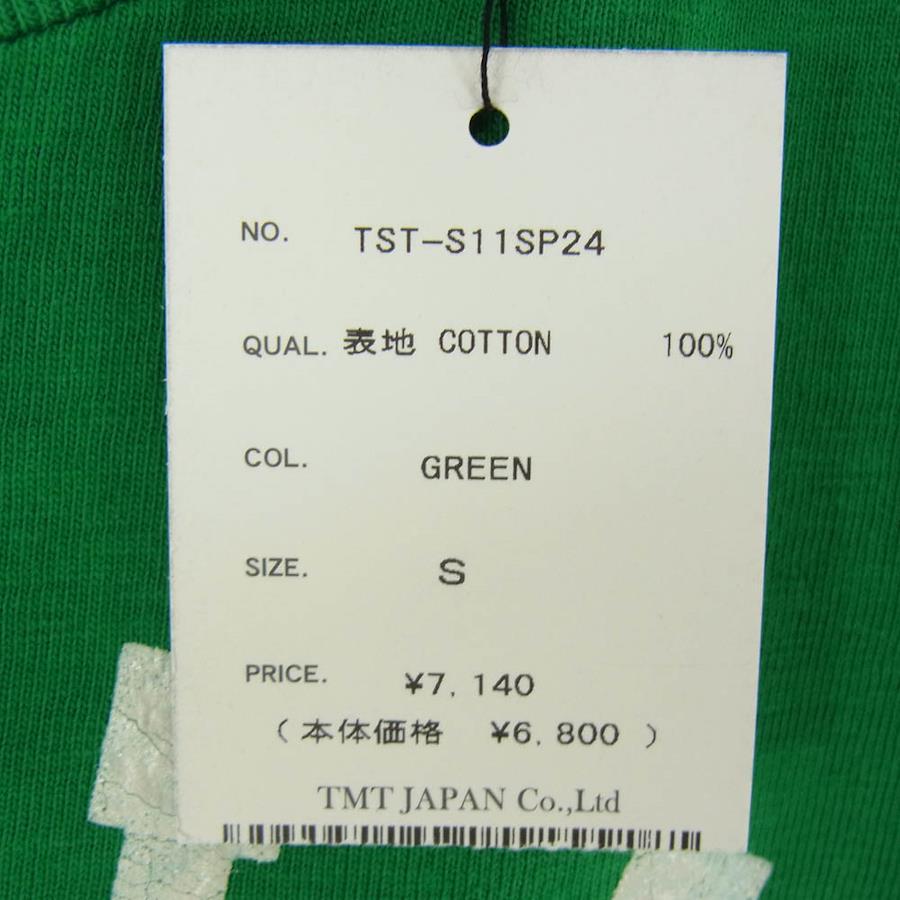 NO. TST-S11SP24
QUAL. 表地 COTTON 100%
COL. GREEN
SIZE. S
PRICE. ¥7,140
(本体価格 ¥6,800)
TMT JAPAN Co.,Ltd